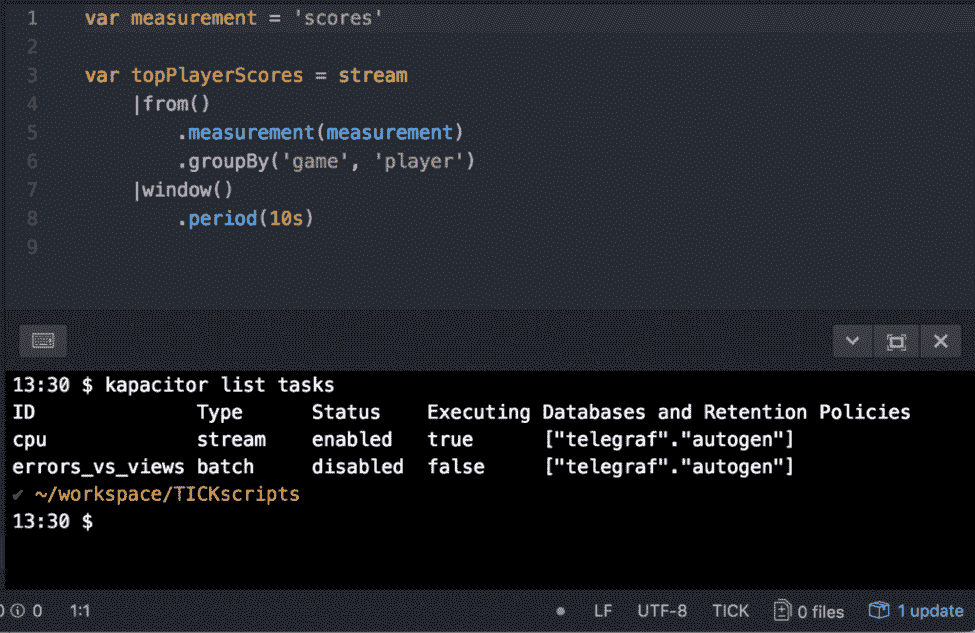 1 var measurement = 'scores'
2
3 var topPlayerScores = stream
4 |from()
5 .measurement(measurement)
6 .groupBy('game', 'player')
7 |window()
8 .period(10s)
9
13:30 $ kapacitor list tasks
ID Type Status Executing Databases and Retention Policies
cpu stream enabled true ["telegraf"."autogen"]
errors_vs_views batch disabled false ["telegraf"."autogen"]
✔ ~/workspace/TICKscripts
13:30 $
0 ⓘ 0 1:1 LF UTF-8 TICK 0 files 1 update